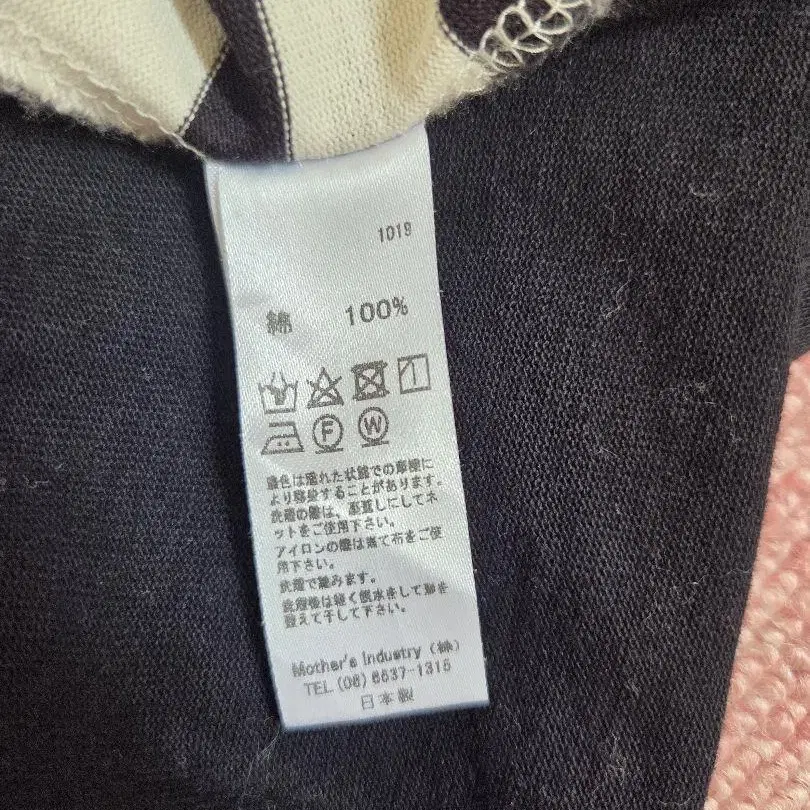 1019
綿 100%
F W
濃色は濡れた状態での摩擦に
より移染することがあります。
洗濯の際は、裏返しにしてネ
ットをご使用下さい。
アイロンの際は当て布をご使
用下さい。
洗濯で縮みます。
洗濯後は軽く脱水をして形を
整えて干して下さい。
Mother's Industry (株)
TEL (06) 6537-1315
日本製